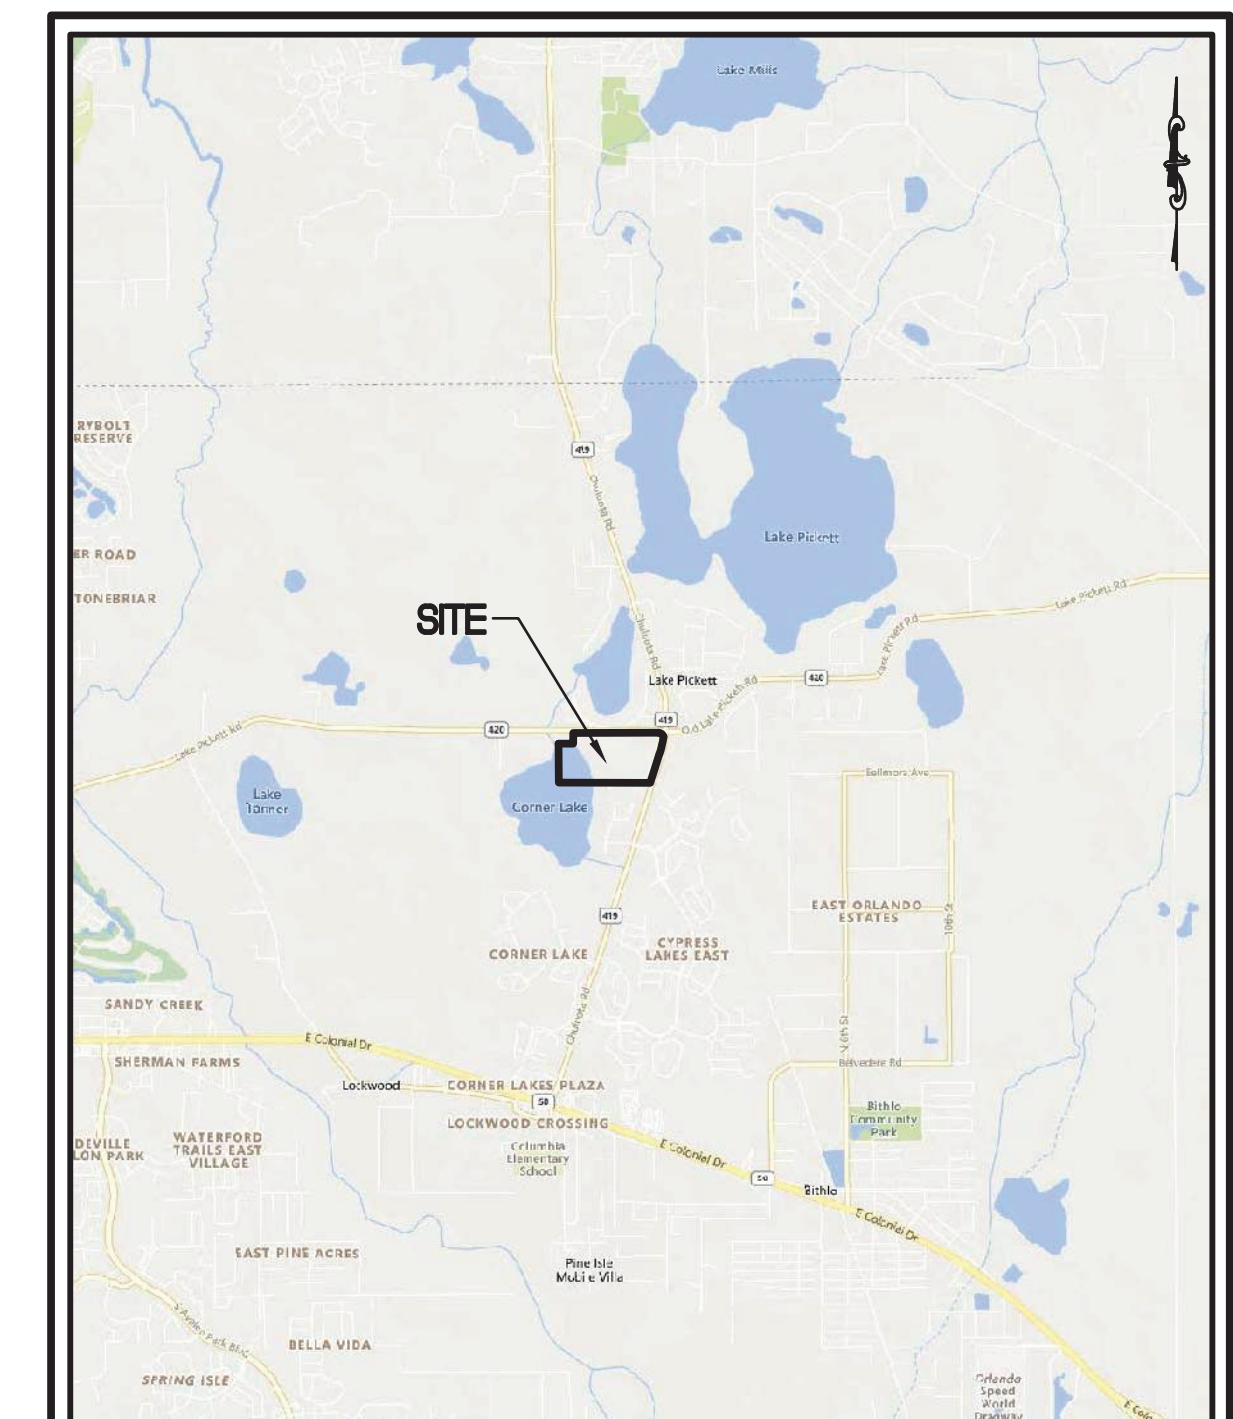 Lake Mills
RYBOLT
RESERVE
419
Chuluota Rd
Lake Pickett
ER ROAD
TONEBRIAR
Lake Pickett Rd
SITE
Chuluota Rd
Lake Pickett Rd
Lake Pickett
420
419
Old Lake Pickett Rd
420
Lake Pickett Rd
Lake
Tanner
Corner Lake
EAST ORLANDO
ESTATES
10th St
419
CORNER LAKE
CYPRESS
LAKES EAST
SANDY CREEK
Chuluota Rd
E Colonial Dr
SHERMAN FARMS
Belvedere Rd
Lockwood
CORNER LAKES PLAZA
50
LOCKWOOD CROSSING
Bithlo
Community
Park
DEVILLE
LON PARK
WATERFORD
TRAILS EAST
VILLAGE
Columbia
Elementary
School
E Colonial Dr
50
Bithlo
E Colonial Dr
EAST PINE ACRES
Pine Isle
Mobile Villa
S Avalon Park Blvd
BELLA VIDA
SPRING ISLE
Orlando
Speed
World
Dragway
E Colo